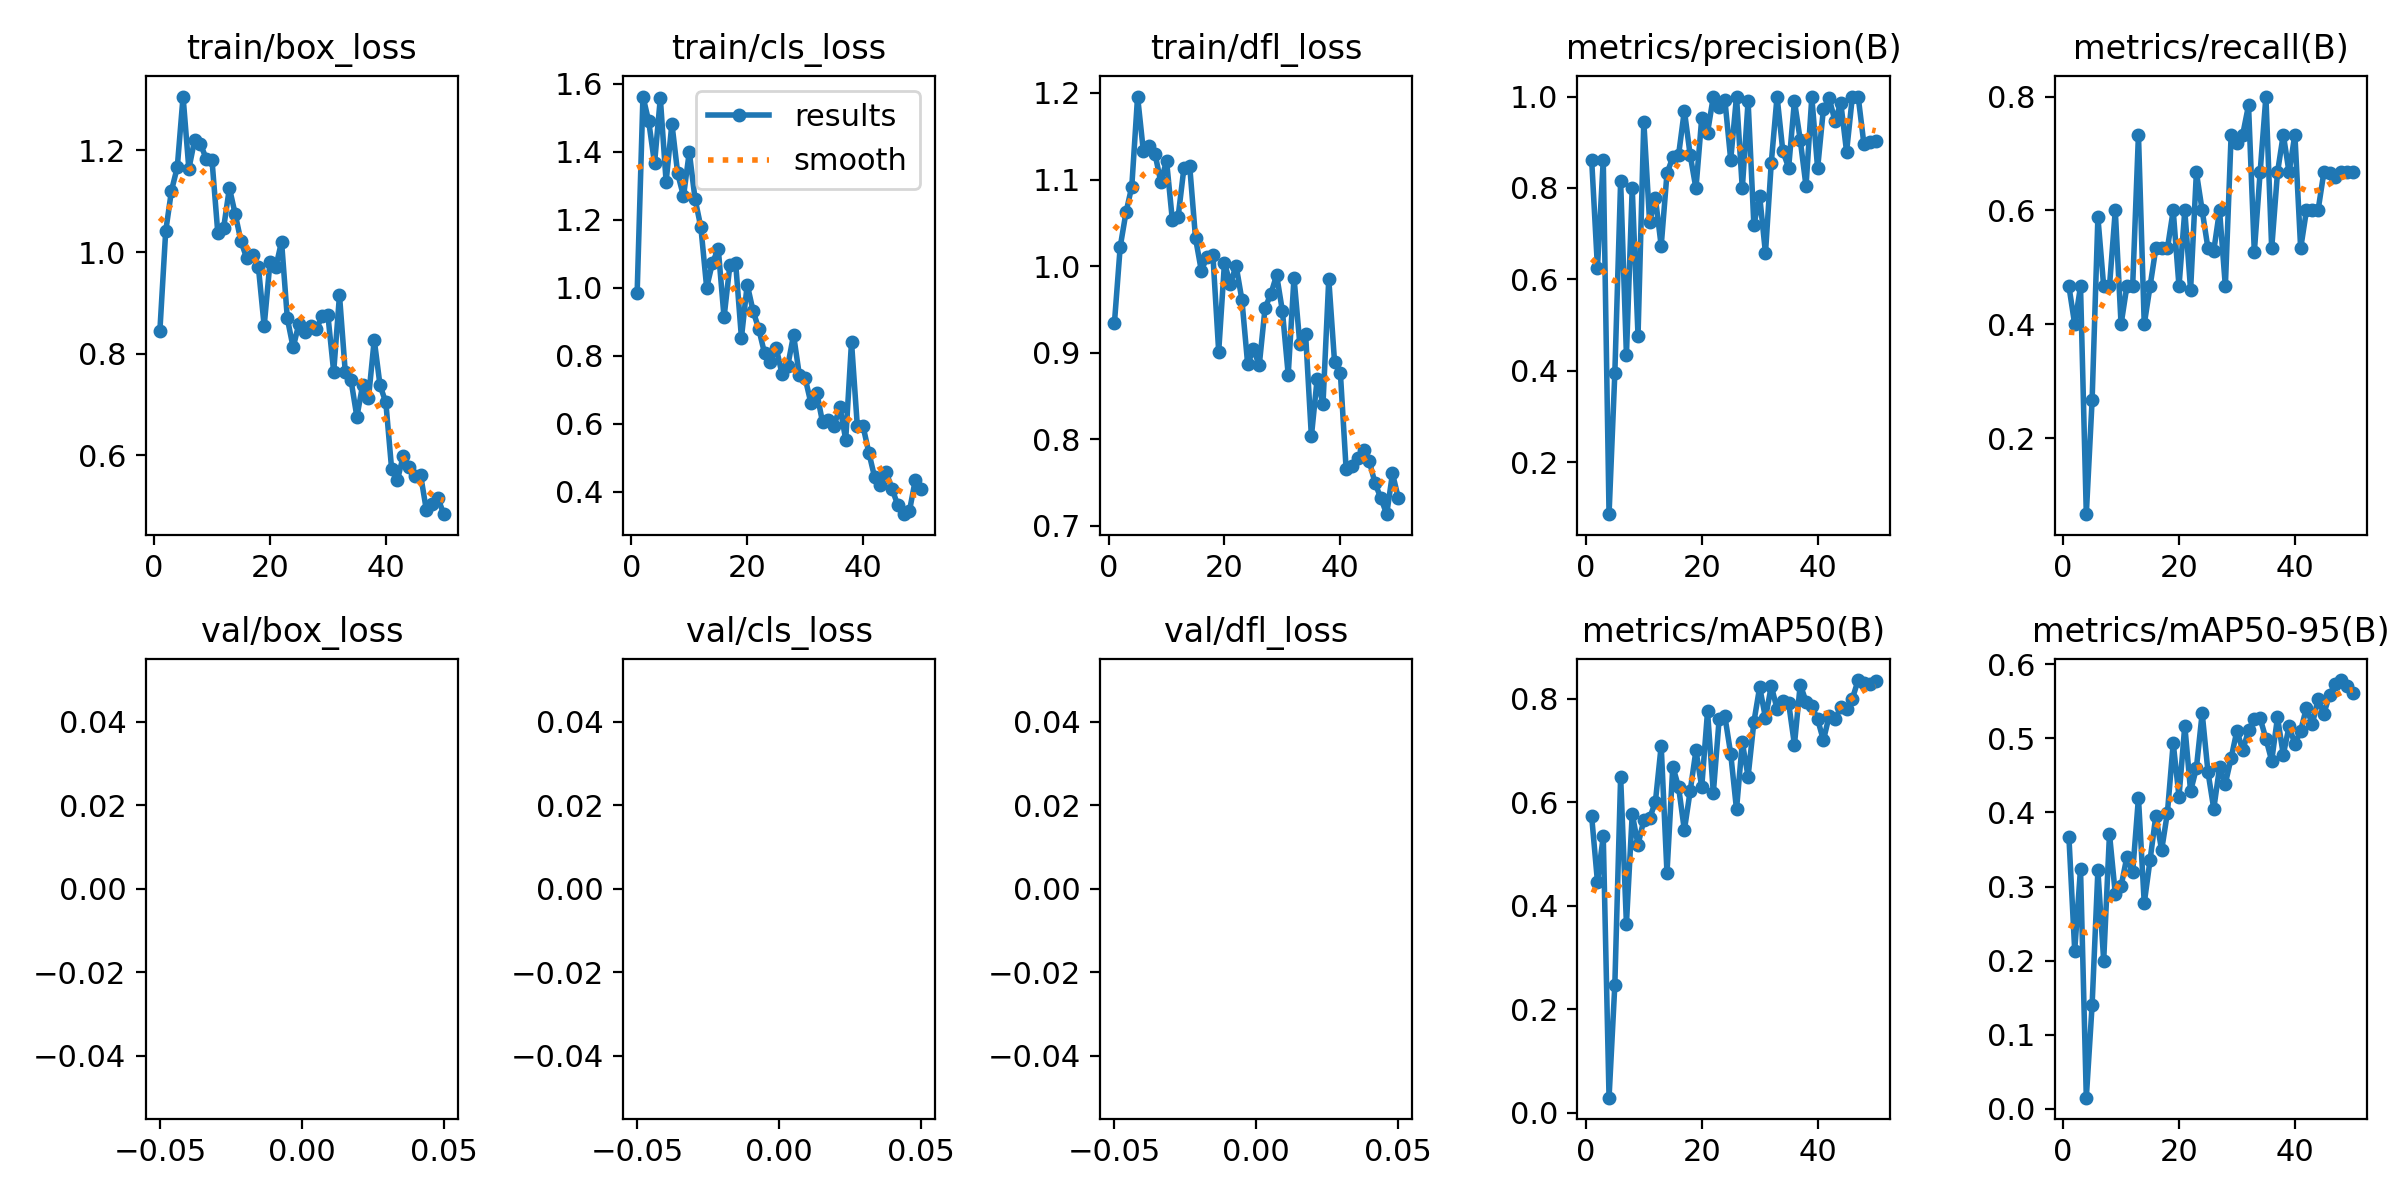 train/box_loss
train/cls_loss
train/dfl_loss
metrics/precision(B)
metrics/recall(B)
1.2
1.0
0.8
0.6
0 20 40
1.6
1.4
1.2
1.0
0.8
0.6
0.4
results
smooth
0 20 40
1.2
1.1
1.0
0.9
0.8
0.7
0 20 40
1.0
0.8
0.6
0.4
0.2
0 20 40
0.8
0.6
0.4
0.2
0 20 40
val/box_loss
val/cls_loss
val/dfl_loss
metrics/mAP50(B)
metrics/mAP50-95(B)
0.04
0.02
0.00
−0.02
−0.04
−0.05 0.00 0.05
0.04
0.02
0.00
−0.02
−0.04
−0.05 0.00 0.05
0.04
0.02
0.00
−0.02
−0.04
−0.05 0.00 0.05
0.8
0.6
0.4
0.2
0.0
0 20 40
0.6
0.5
0.4
0.3
0.2
0.1
0.0
0 20 40